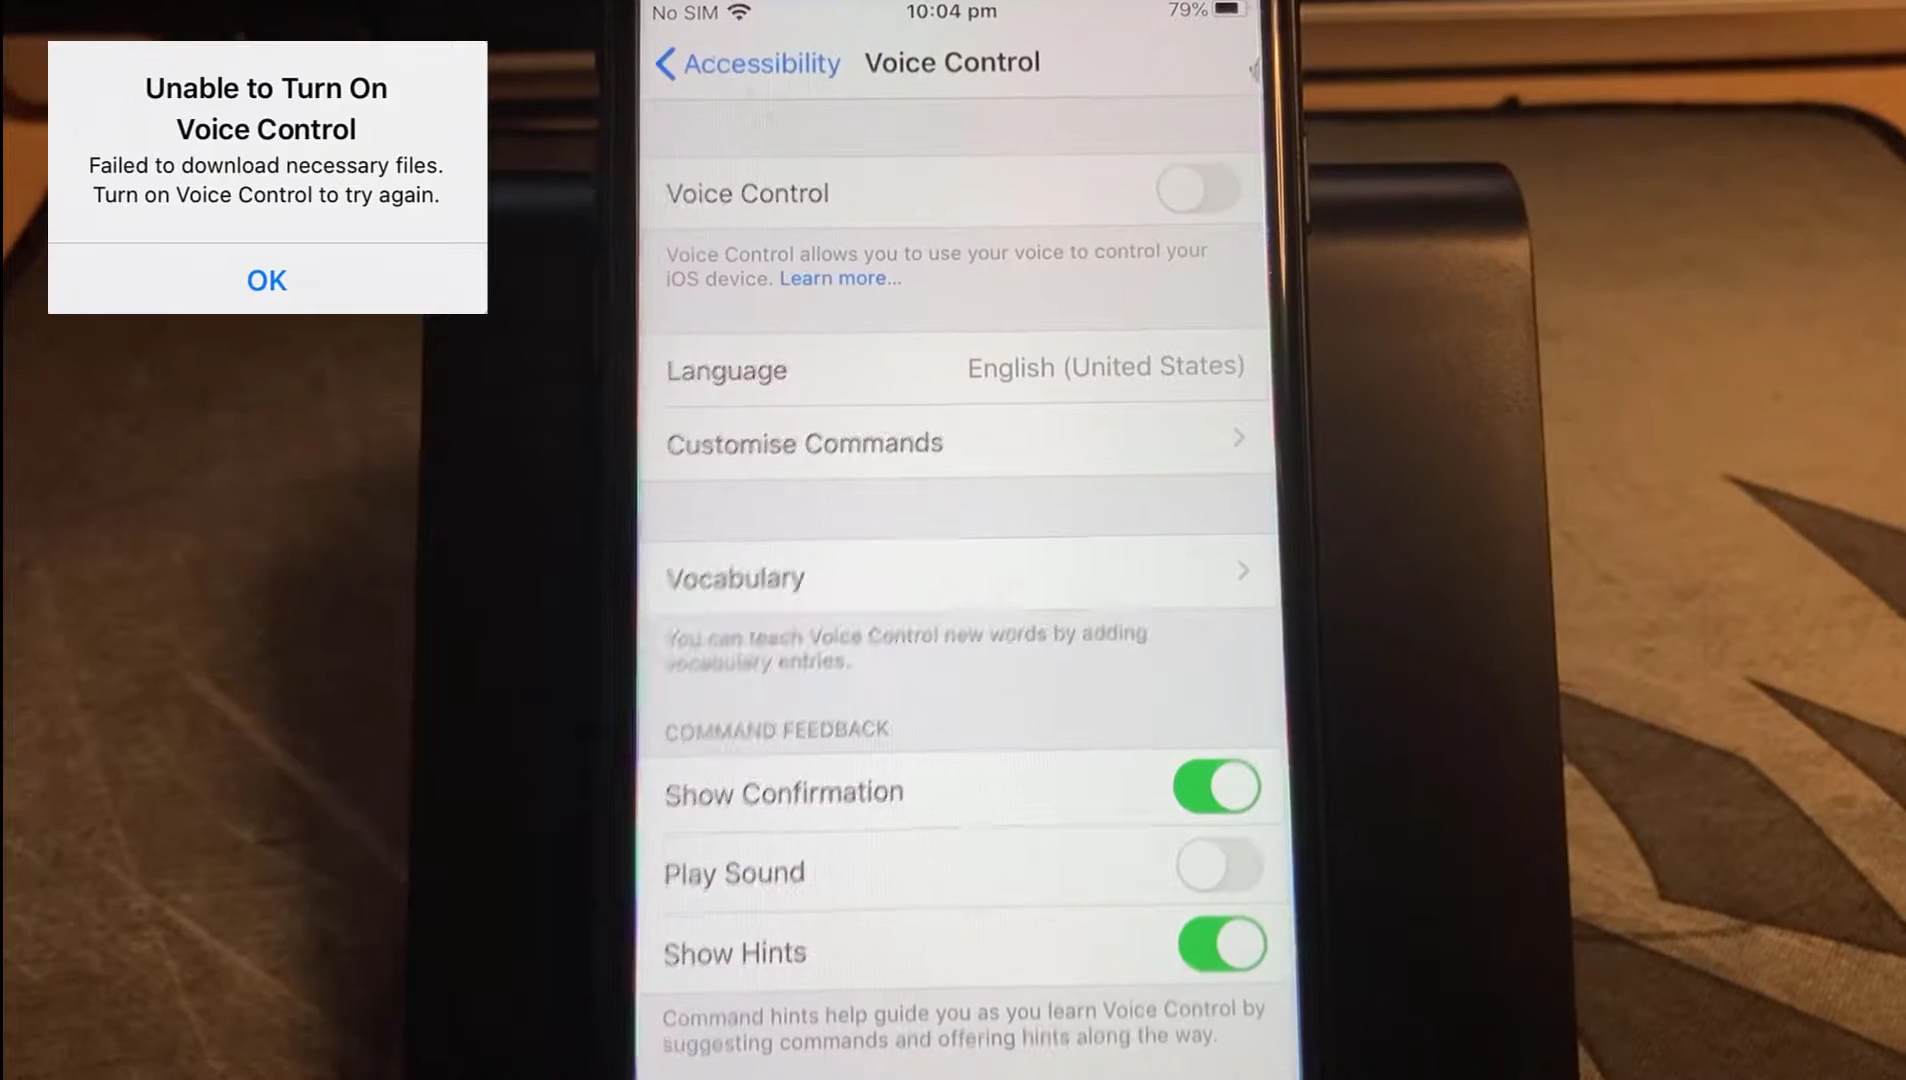 Unable to Turn On
Voice Control
Failed to download necessary files.
Turn on Voice Control to try again.
OK
No SIM
10:04 pm
79%
Accessibility
Voice Control
Voice Control
Voice Control allows you to use your voice to control your
iOS device. Learn more...
Language
English (United States)
Customise Commands
Vocabulary
You can teach Voice Control new words by adding
vocabulary entries.
COMMAND FEEDBACK
Show Confirmation
Play Sound
Show Hints
Command hints help guide you as you learn Voice Control by
suggesting commands and offering hints along the way.